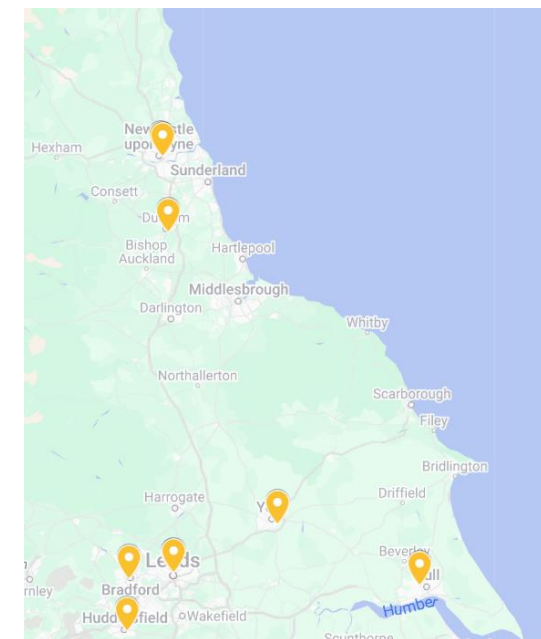 Newcastle
upon Tyne
Hexham
Sunderland
Consett
Durham
Bishop
Auckland
Hartlepool
Middlesbrough
Darlington
Whitby
Northallerton
Scarborough
Filey
Bridlington
Harrogate
Driffield
Leeds
Beverley
Bradford
Hull
Humber
Huddersfield
Wakefield